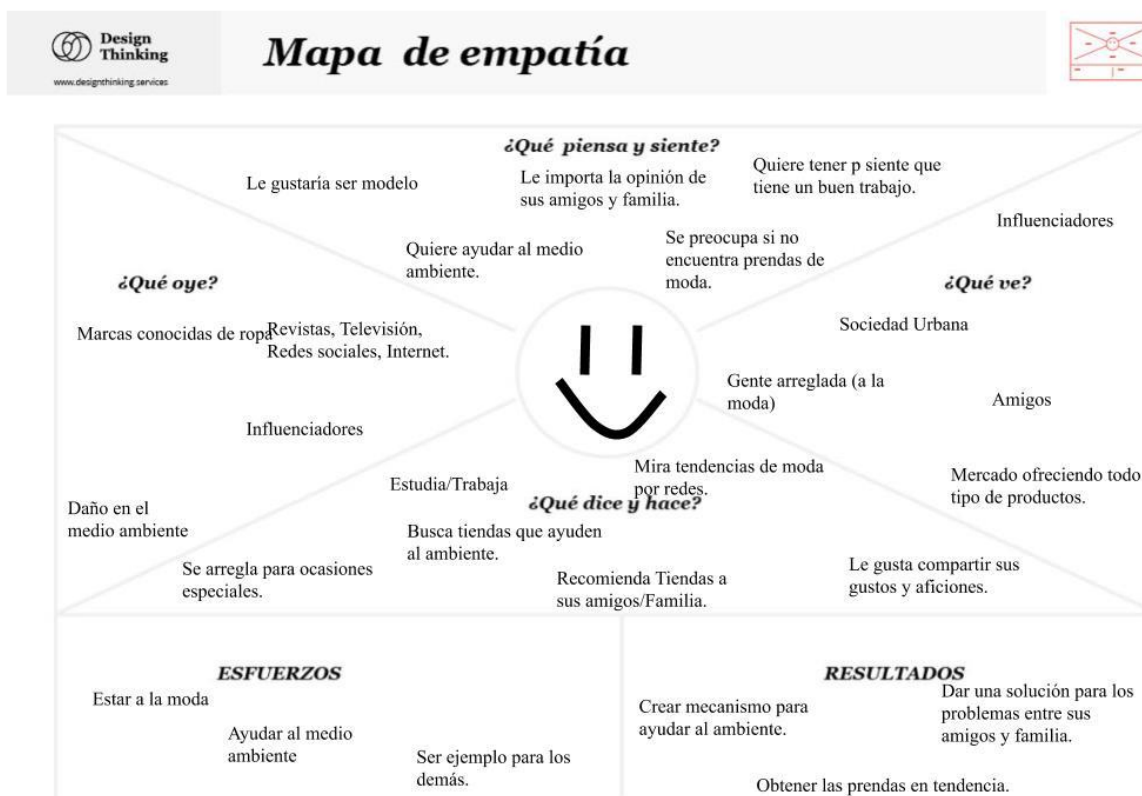 Design
Thinking
www.designthinking.services
Mapa de empatía
¿Qué piensa y siente?
Le gustaría ser modelo
Le importa la opinión de
sus amigos y familia.
Quiere tener p siente que
tiene un buen trabajo.
Quiere ayudar al medio
ambiente.
Se preocupa si no
encuentra prendas de
moda.
¿Qué oye?
Marcas conocidas de ropa
Revistas, Televisión,
Redes sociales, Internet.
Influenciadores
Daño en el
medio ambiente
Influenciadores
¿Qué ve?
Sociedad Urbana
Gente arreglada (a la
moda)
Amigos
Mercado ofreciendo todo
tipo de productos.
Estudia/Trabaja
Mira tendencias de moda
por redes.
¿Qué dice y hace?
Busca tiendas que ayuden
al ambiente.
Se arregla para ocasiones
especiales.
Recomienda Tiendas a
sus amigos/Familia.
Le gusta compartir sus
gustos y aficiones.
ESFUERZOS
Estar a la moda
Ayudar al medio
ambiente
Ser ejemplo para los
demás.
RESULTADOS
Crear mecanismo para
ayudar al ambiente.
Dar una solución para los
problemas entre sus
amigos y familia.
Obtener las prendas en tendencia.